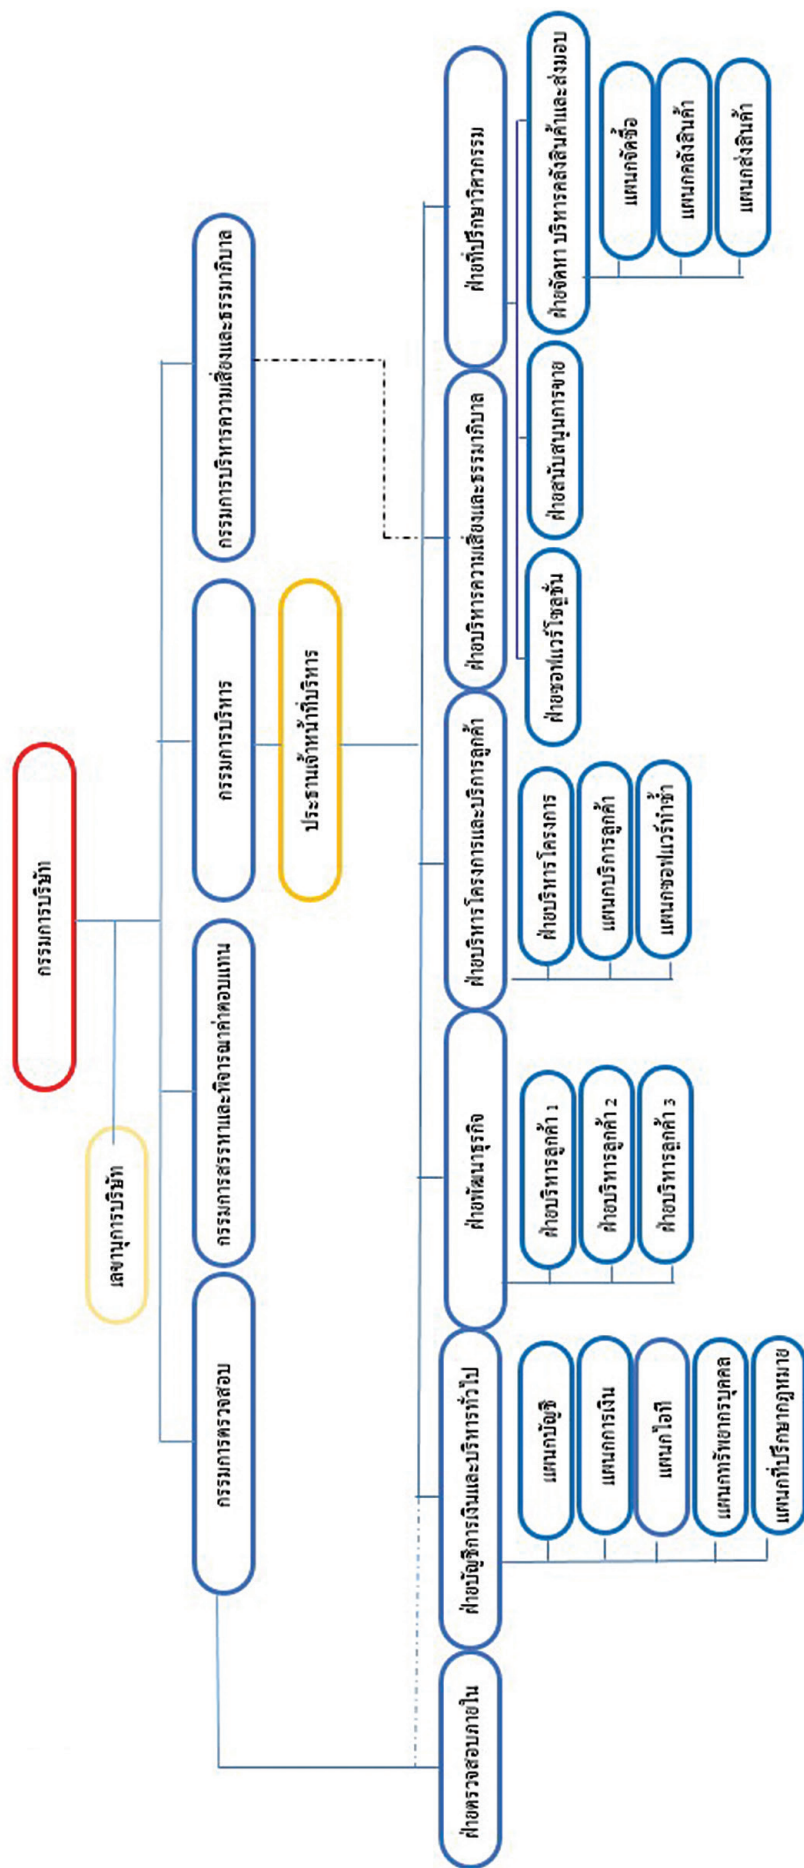 กรรมการบริษัท
เลขานุการบริษัท
กรรมการตรวจสอบ
กรรมการสรรหาและพิจารณาค่าตอบแทน
กรรมการบริหาร
กรรมการบริหารความเสี่ยงและธรรมาภิบาล
ประธานเจ้าหน้าที่บริหาร
ฝ่ายตรวจสอบภายใน
ฝ่ายบัญชีการเงินและบริหารทั่วไป
ฝ่ายพัฒนาธุรกิจ
ฝ่ายบริหารโครงการและบริการลูกค้า
ฝ่ายบริหารความเสี่ยงและธรรมาภิบาล
ฝ่ายที่ปรึกษาวิศวกรรม
แผนกบัญชี
แผนกการเงิน
แผนกไอที
แผนกทรัพยากรบุคคล
แผนกที่ปรึกษากฎหมาย
ฝ่ายบริหารลูกค้า 1
ฝ่ายบริหารลูกค้า 2
ฝ่ายบริหารลูกค้า 3
ฝ่ายบริหารโครงการ
แผนกบริการลูกค้า
แผนกซอฟแวร์ทำซ้ำ
ฝ่ายซอฟแวร์โซลูชั่น
ฝ่ายสนับสนุนการขาย
ฝ่ายจัดหา บริหารคลังสินค้าและส่งมอบ
แผนกจัดซื้อ
แผนกคลังสินค้า
แผนกส่งสินค้า